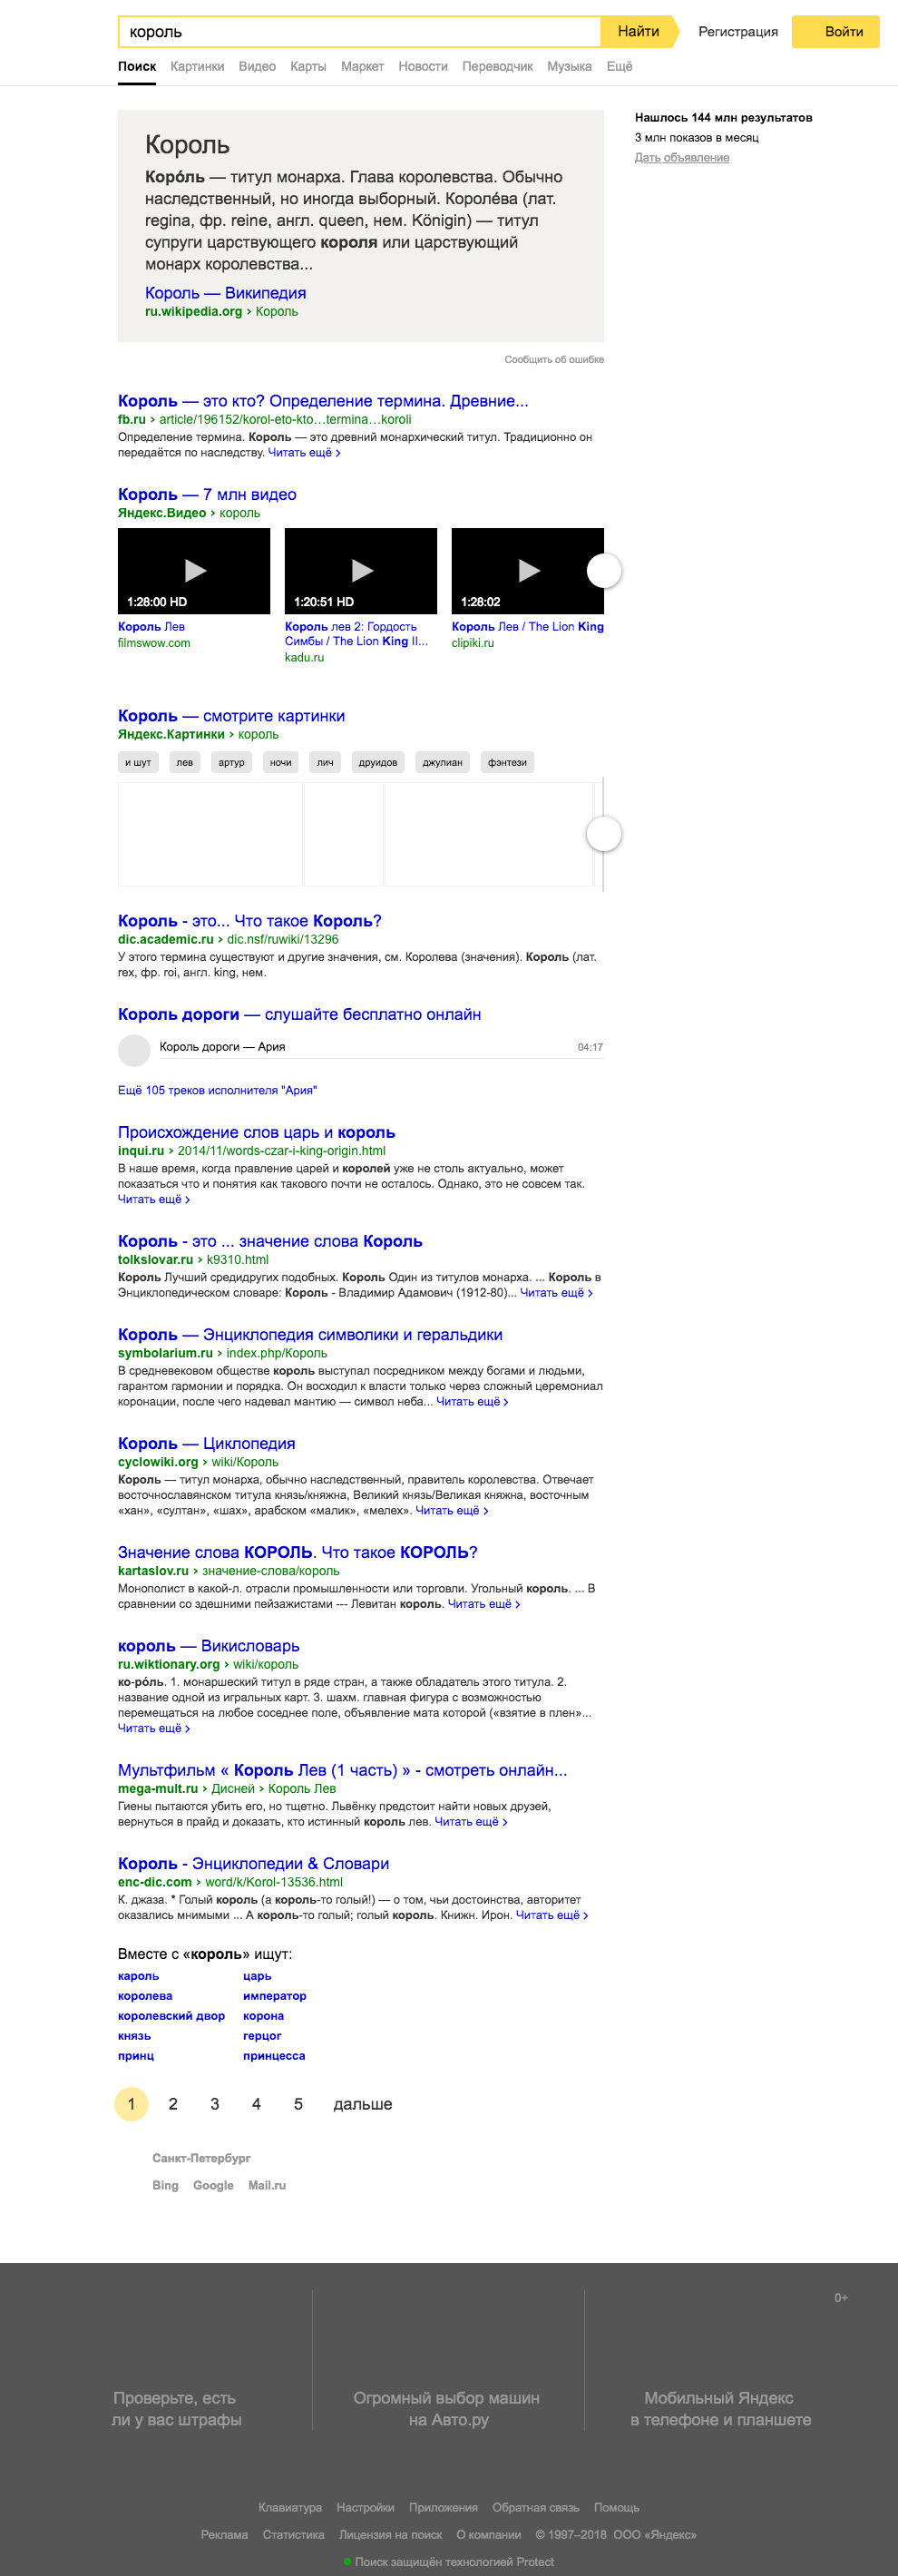 король
Найти
Регистрация
Войти
Поиск Картинки Видео Карты Маркет Новости Переводчик Музыка Ещё
Нашлось 144 млн результатов
3 млн показов в месяц
Дать объявление
Король
Коро́ль — титул монарха. Глава королевства. Обычно
наследственный, но иногда выборный. Короле́ва (лат.
regina, фр. reine, англ. queen, нем. Königin) — титул
супруги царствующего короля или царствующий
монарх королевства...
Король — Википедия
ru.wikipedia.org › Король
Сообщить об ошибке
Король — это кто? Определение термина. Древние...
fb.ru › article/196152/korol-eto-kto…termina…koroli
Определение термина. Король — это древний монархический титул. Традиционно он
передаётся по наследству. Читать ещё ›
Король — 7 млн видео
Яндекс.Видео › король
1:28:00 HD
1:20:51 HD
1:28:02
Король Лев
filmswow.com
Король лев 2: Гордость
Симбы / The Lion King II...
kadu.ru
Король Лев / The Lion King
clipiki.ru
Король — смотрите картинки
Яндекс.Картинки › король
и шут лев артур ночи лич друидов джулиан фэнтези
Король - это... Что такое Король?
dic.academic.ru › dic.nsf/ruwiki/13296
У этого термина существуют и другие значения, см. Королева (значения). Король (лат.
rex, фр. roi, англ. king, нем.
Король дороги — слушайте бесплатно онлайн
Король дороги — Ария
04:17
Ещё 105 треков исполнителя "Ария"
Происхождение слов царь и король
inqui.ru › 2014/11/words-czar-i-king-origin.html
В наше время, когда правление царей и королей уже не столь актуально, может
показаться что и понятия как такового почти не осталось. Однако, это не совсем так.
Читать ещё ›
Король - это ... значение слова Король
tolkslovar.ru › k9310.html
Король Лучший средидругих подобных. Король Один из титулов монарха. ... Король в
Энциклопедическом словаре: Король - Владимир Адамович (1912-80)... Читать ещё ›
Король — Энциклопедия символики и геральдики
symbolarium.ru › index.php/Король
В средневековом обществе король выступал посредником между богами и людьми,
гарантом гармонии и порядка. Он восходил к власти только через сложный церемониал
коронации, после чего надевал мантию — символ неба... Читать ещё ›
Король — Циклопедия
cyclowiki.org › wiki/Король
Король — титул монарха, обычно наследственный, правитель королевства. Отвечает
восточнославянском титула князь/княжна, Великий князь/Великая княжна, восточным
«хан», «султан», «шах», арабском «малик», «мелех». Читать ещё ›
Значение слова КОРОЛЬ. Что такое КОРОЛЬ?
kartaslov.ru › значение-слова/король
Монополист в какой-л. отрасли промышленности или торговли. Угольный король. ... В
сравнении со здешними пейзажистами --- Левитан король. Читать ещё ›
король — Викисловарь
ru.wiktionary.org › wiki/король
ко-ро́ль. 1. монаршеский титул в ряде стран, а также обладатель этого титула. 2.
название одной из игральных карт. 3. шахм. главная фигура с возможностью
перемещаться на любое соседнее поле, объявление мата которой («взятие в плен»...
Читать ещё ›
Мультфильм « Король Лев (1 часть) » - смотреть онлайн...
mega-mult.ru › Дисней › Король Лев
Гиены пытаются убить его, но тщетно. Львёнку предстоит найти новых друзей,
вернуться в прайд и доказать, кто истинный король лев. Читать ещё ›
Король - Энциклопедии & Словари
enc-dic.com › word/k/Korol-13536.html
К. джаза. * Голый король (а король-то голый!) — о том, чьи достоинства, авторитет
оказались мнимыми ... А король-то голый; голый король. Книжн. Ирон. Читать ещё ›
Вместе с «король» ищут:
кароль царь
королева император
королевский двор корона
князь герцог
принц принцесса
1 2 3 4 5 дальше
Санкт-Петербург
Bing Google Mail.ru
0+
Проверьте, есть
ли у вас штрафы
Огромный выбор машин
на Авто.ру
Мобильный Яндекс
в телефоне и планшете
Клавиатура Настройки Приложения Обратная связь Помощь
Реклама Статистика Лицензия на поиск О компании © 1997–2018 ООО «Яндекс»
Поиск защищён технологией Protect